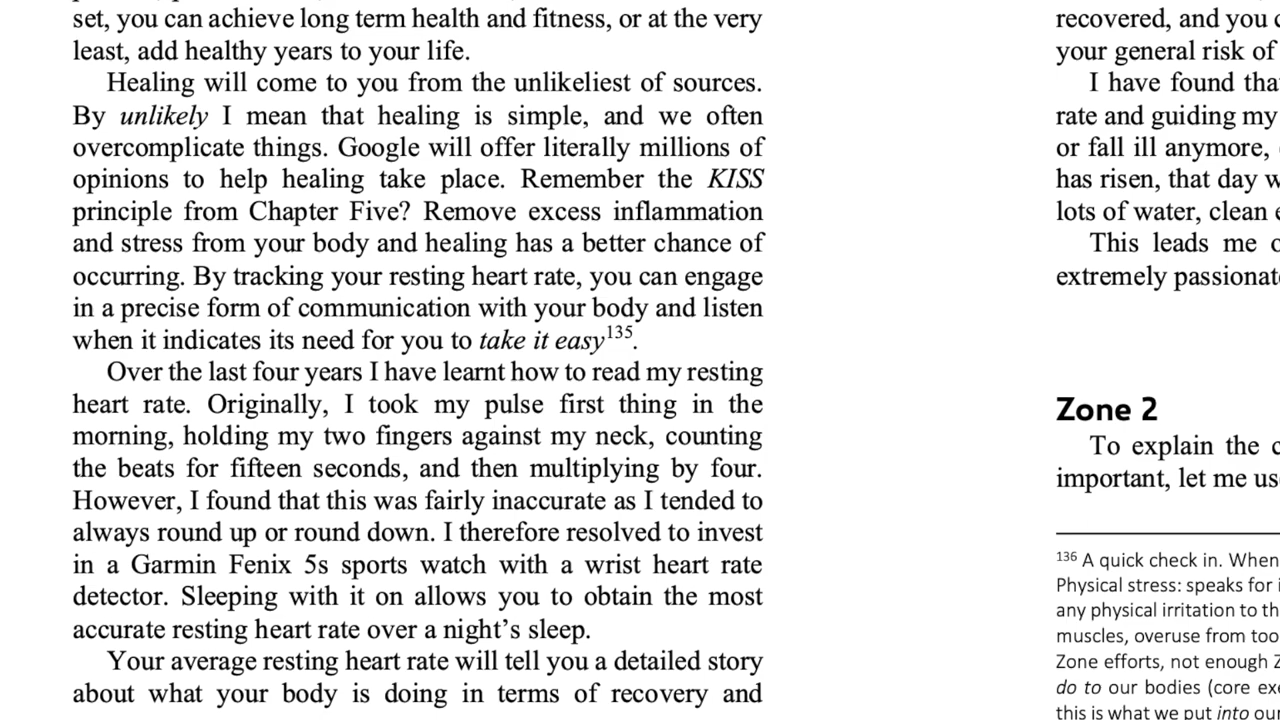 set, you can achieve long term health and fitness, or at the very
least, add healthy years to your life.
Healing will come to you from the unlikeliest of sources.
By unlikely I mean that healing is simple, and we often
overcomplicate things. Google will offer literally millions of
opinions to help healing take place. Remember the KISS
principle from Chapter Five? Remove excess inflammation
and stress from your body and healing has a better chance of
occurring. By tracking your resting heart rate, you can engage
in a precise form of communication with your body and listen
when it indicates its need for you to take it easy¹³⁵.
Over the last four years I have learnt how to read my resting
heart rate. Originally, I took my pulse first thing in the
morning, holding my two fingers against my neck, counting
the beats for fifteen seconds, and then multiplying by four.
However, I found that this was fairly inaccurate as I tended to
always round up or round down. I therefore resolved to invest
in a Garmin Fenix 5s sports watch with a wrist heart rate
detector. Sleeping with it on allows you to obtain the most
accurate resting heart rate over a night's sleep.
Your average resting heart rate will tell you a detailed story
about what your body is doing in terms of recovery and
recovered, and you
your general risk of
I have found
rate and guiding my
or fall ill anymore,
has risen, that day
lots of water, clean
This leads me
extremely
Zone 2
To explain the
important, let me
¹³⁶ A quick check in. When
Physical stress: speaks for
any physical irritation to
muscles, overuse from
Zone efforts, not enough
do to our bodies (core
this is what we put into our